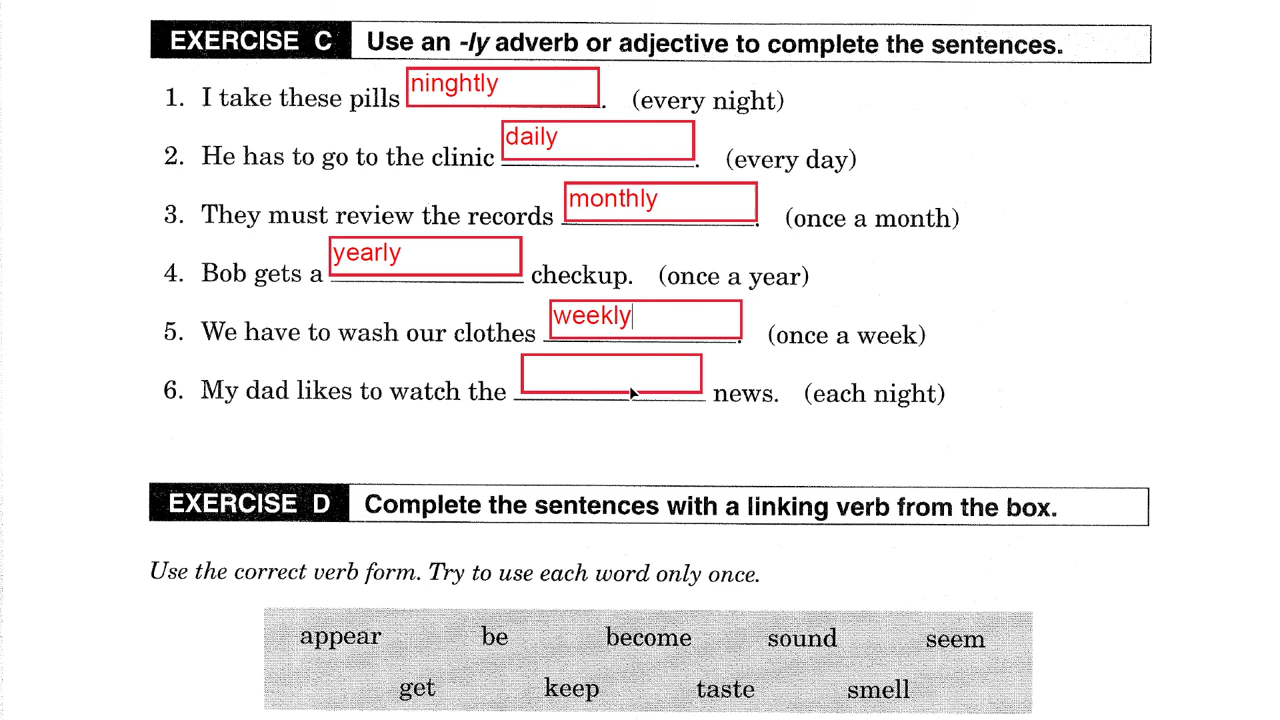 EXERCISE C Use an -ly adverb or adjective to complete the sentences.
1. I take these pills ninghtly. (every night)
2. He has to go to the clinic daily. (every day)
3. They must review the records monthly. (once a month)
4. Bob gets a yearly checkup. (once a year)
5. We have to wash our clothes weekly. (once a week)
6. My dad likes to watch the ____ news. (each night)
EXERCISE D Complete the sentences with a linking verb from the box.
Use the correct verb form. Try to use each word only once.
appear be become sound seem
get keep taste smell